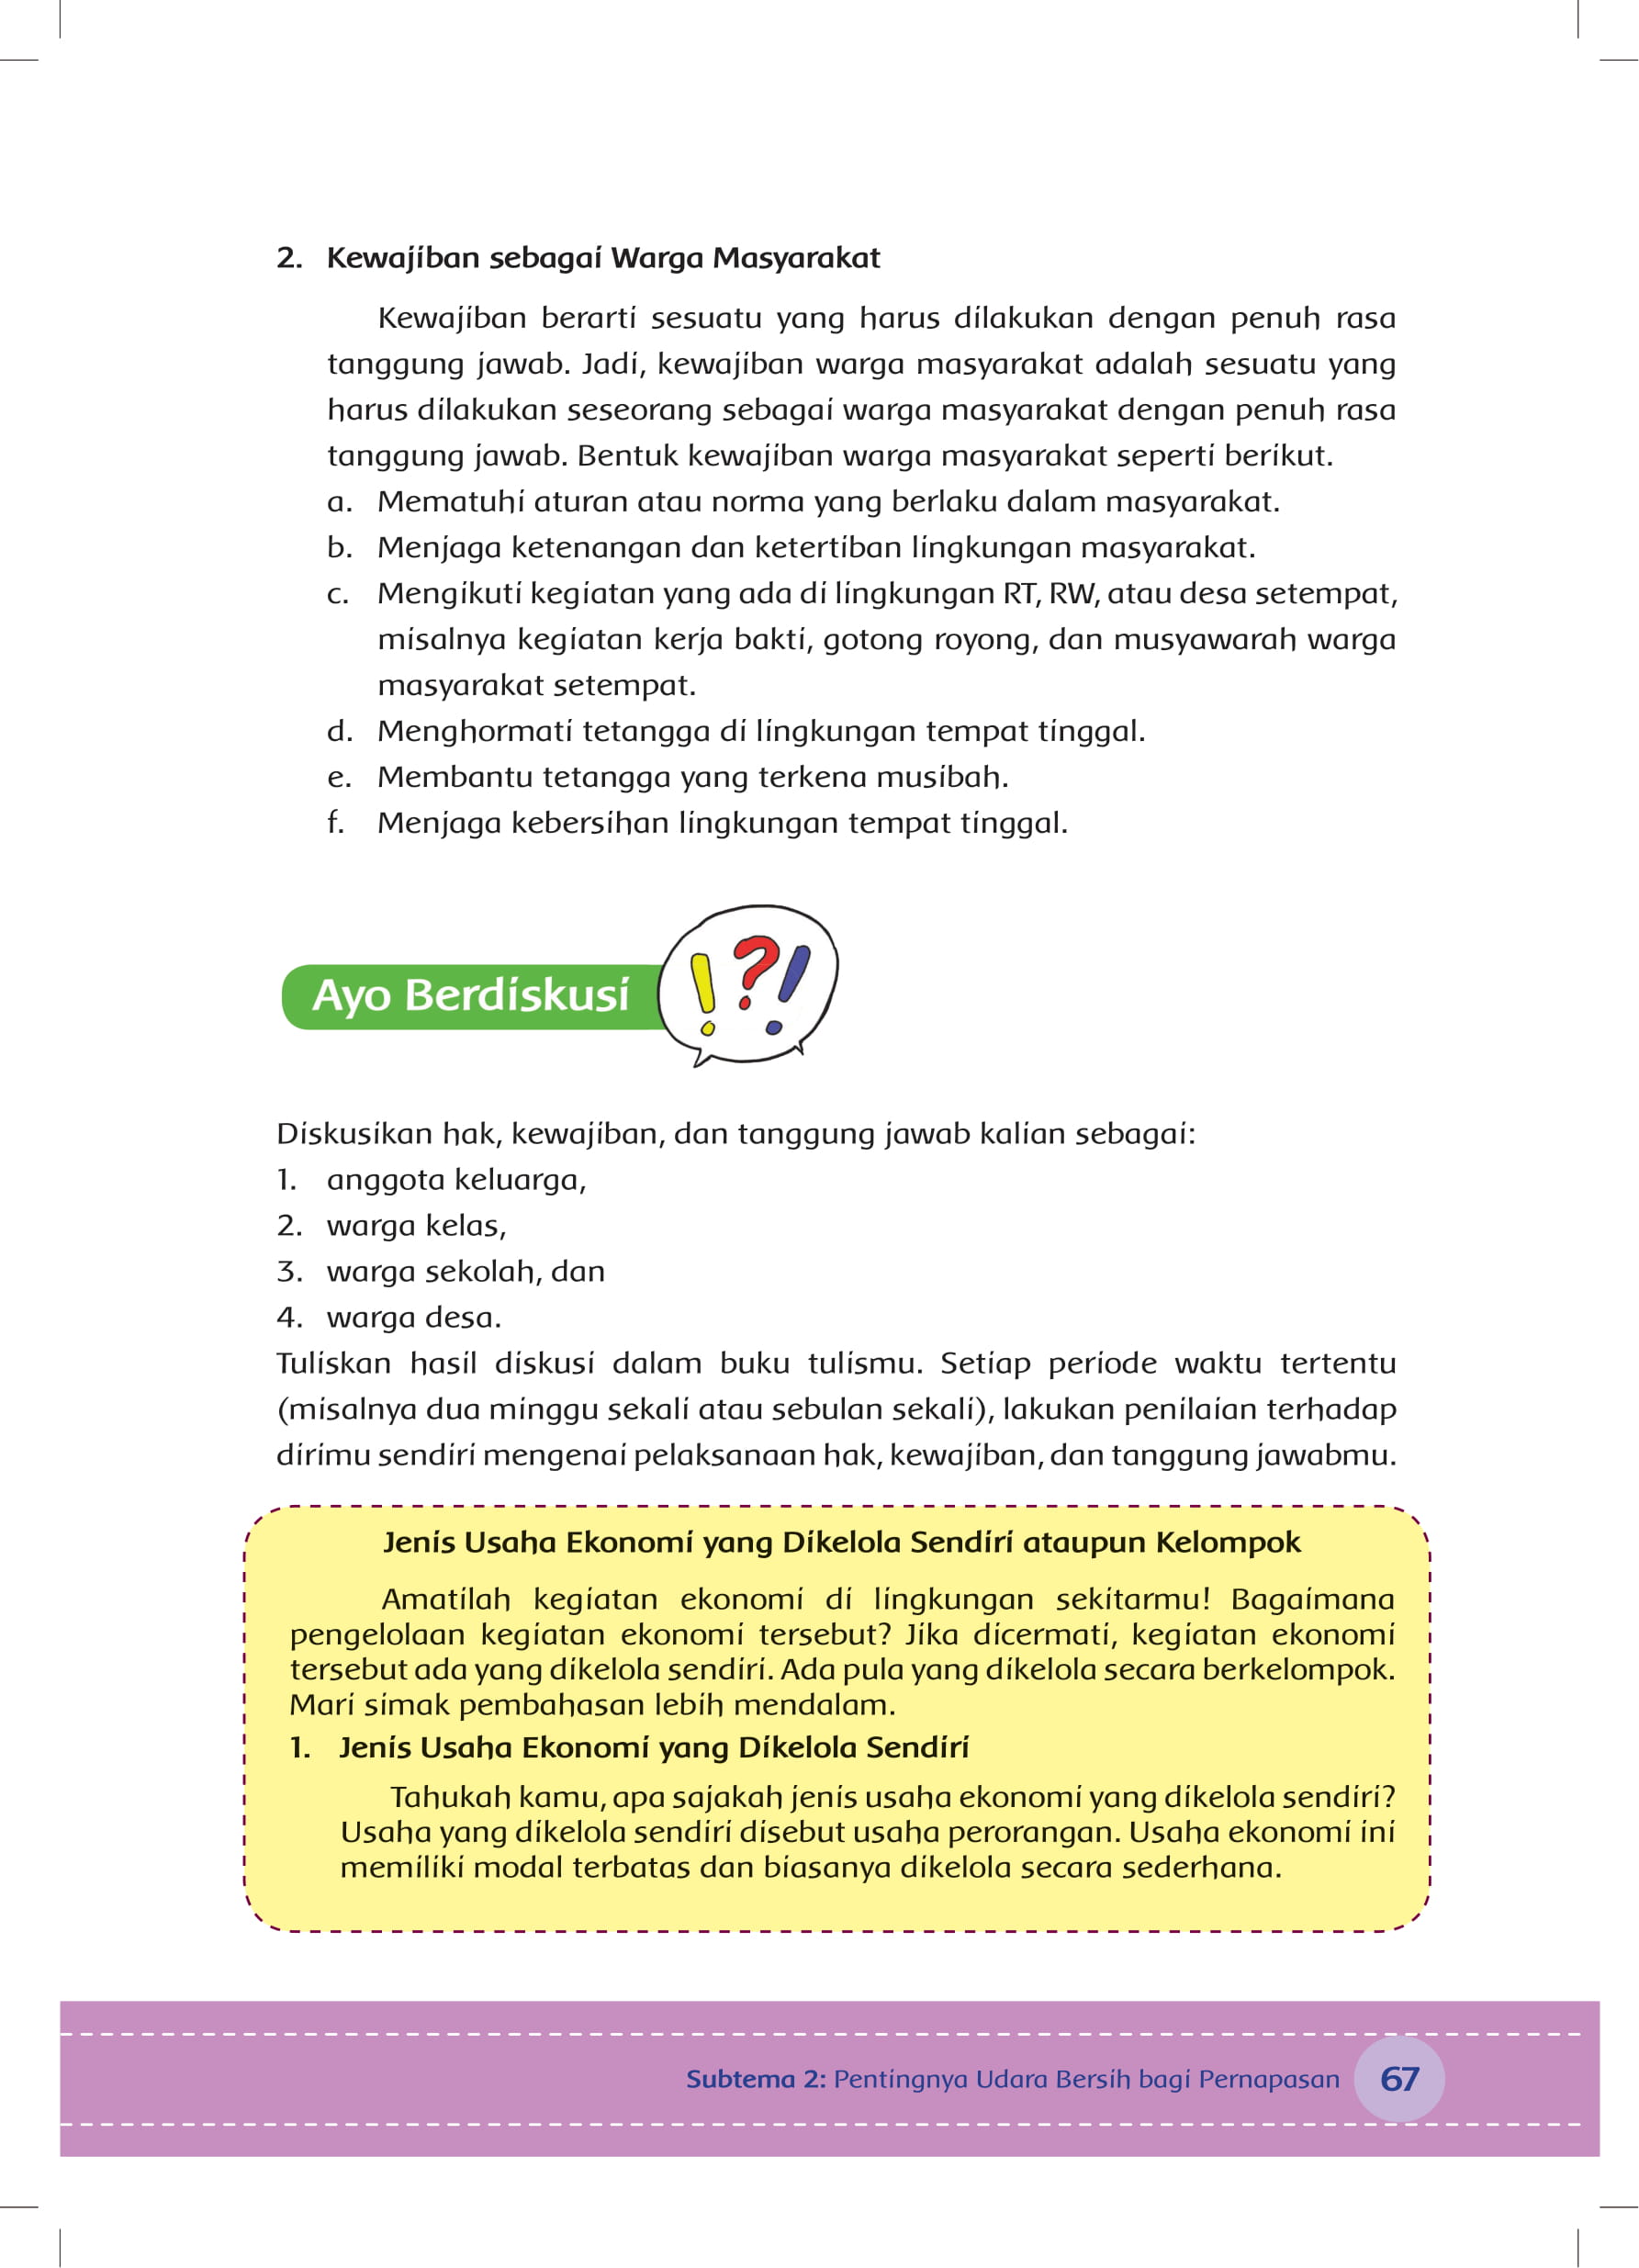 2. Kewajiban sebagai Warga Masyarakat
Kewajiban berarti sesuatu yang harus dilakukan dengan penuh rasa
tanggung jawab. Jadi, kewajiban warga masyarakat adalah sesuatu yang
harus dilakukan seseorang sebagai warga masyarakat dengan penuh rasa
tanggung jawab. Bentuk kewajiban warga masyarakat seperti berikut.
a. Mematuhi aturan atau norma yang berlaku dalam masyarakat.
b. Menjaga ketenangan dan ketertiban lingkungan masyarakat.
c. Mengikuti kegiatan yang ada di lingkungan RT, RW, atau desa setempat,
misalnya kegiatan kerja bakti, gotong royong, dan musyawarah warga
masyarakat setempat.
d. Menghormati tetangga di lingkungan tempat tinggal.
e. Membantu tetangga yang terkena musibah.
f. Menjaga kebersihan lingkungan tempat tinggal.
Ayo Berdiskusi
! ? !
Diskusikan hak, kewajiban, dan tanggung jawab kalian sebagai:
1. anggota keluarga,
2. warga kelas,
3. warga sekolah, dan
4. warga desa.
Tuliskan hasil diskusi dalam buku tulismu. Setiap periode waktu tertentu
(misalnya dua minggu sekali atau sebulan sekali), lakukan penilaian terhadap
dirimu sendiri mengenai pelaksanaan hak, kewajiban, dan tanggung jawabmu.
Jenis Usaha Ekonomi yang Dikelola Sendiri ataupun Kelompok
Amatilah kegiatan ekonomi di lingkungan sekitarmu! Bagaimana
pengelolaan kegiatan ekonomi tersebut? Jika dicermati, kegiatan ekonomi
tersebut ada yang dikelola sendiri. Ada pula yang dikelola secara berkelompok.
Mari simak pembahasan lebih mendalam.
1. Jenis Usaha Ekonomi yang Dikelola Sendiri
Tahukah kamu, apa sajakah jenis usaha ekonomi yang dikelola sendiri?
Usaha yang dikelola sendiri disebut usaha perorangan. Usaha ekonomi ini
memiliki modal terbatas dan biasanya dikelola secara sederhana.
Subtema 2: Pentingnya Udara Bersih bagi Pernapasan 67